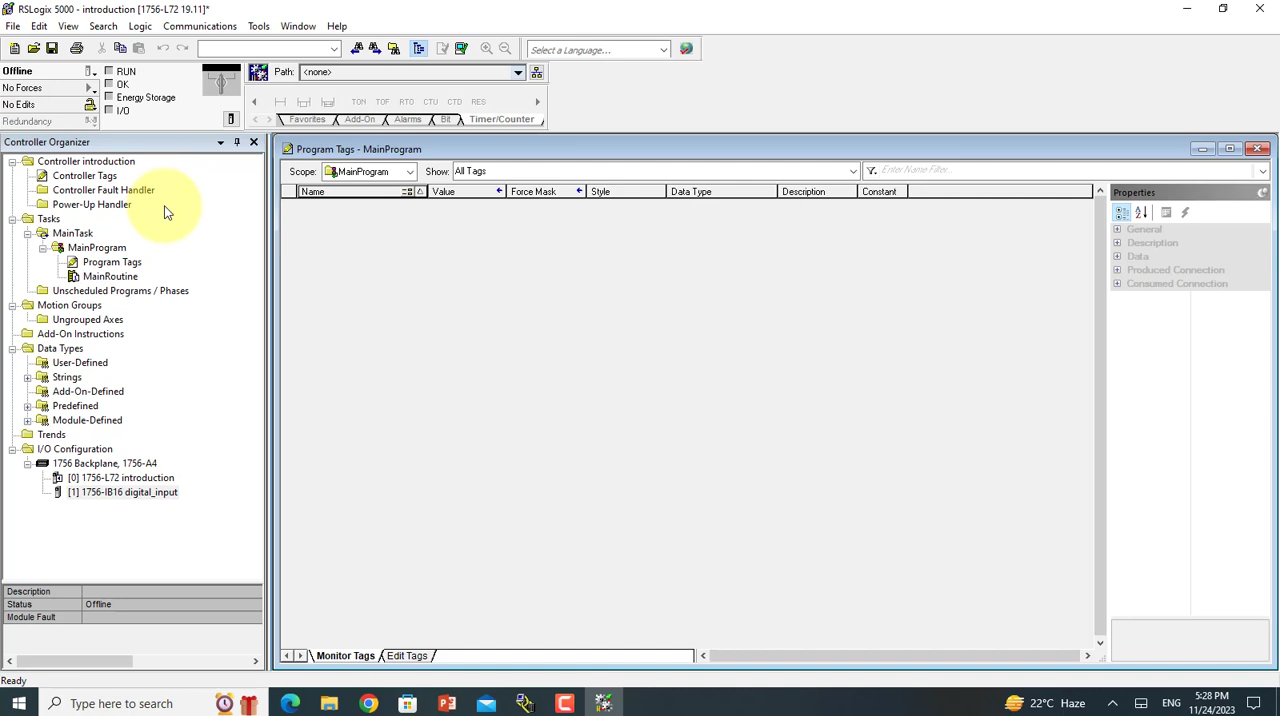 RSLogix 5000 - introduction [1756-L72 19.11]*
File Edit View Search Logic Communications Tools Window Help
Select a Language...
Offline RUN Path: <none>
No Forces OK
No Edits Energy Storage TON TOF RTO CTU CTD RES
Redundancy I/O Favorites Add-On Alarms Bit Timer/Counter
Controller Organizer
Controller introduction
Controller Tags
Controller Fault Handler
Power-Up Handler
Tasks
MainTask
MainProgram
Program Tags
MainRoutine
Unscheduled Programs / Phases
Motion Groups
Ungrouped Axes
Add-On Instructions
Data Types
User-Defined
Strings
Add-On-Defined
Predefined
Module-Defined
Trends
I/O Configuration
1756 Backplane, 1756-A4
[0] 1756-L72 introduction
[1] 1756-IB16 digital_input
Description
Status Offline
Module Fault
Program Tags - MainProgram
Scope: MainProgram Show: All Tags Enter Name Filter...
Name Value Force Mask Style Data Type Description Constant
Properties
General
Description
Data
Produced Connection
Consumed Connection
Monitor Tags Edit Tags
Ready
Type here to search
22°C Haze ENG 5:28 PM
11/24/2023